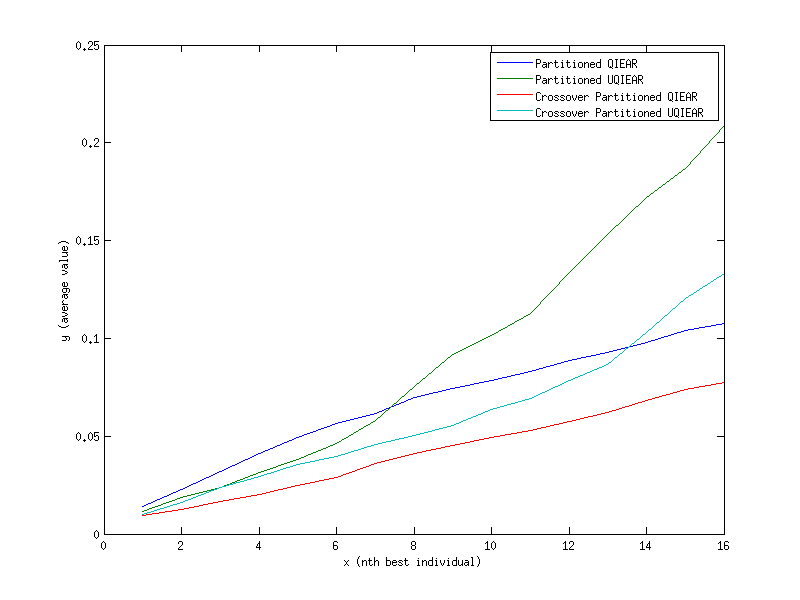 0.25
0.2
0.15
0.1
0.05
0
y (average value)
Partitioned QIEAR
Partitioned UQIEAR
Crossover Partitioned QIEAR
Crossover Partitioned UQIEAR
0 2 4 6 8 10 12 14 16
x (nth best individual)